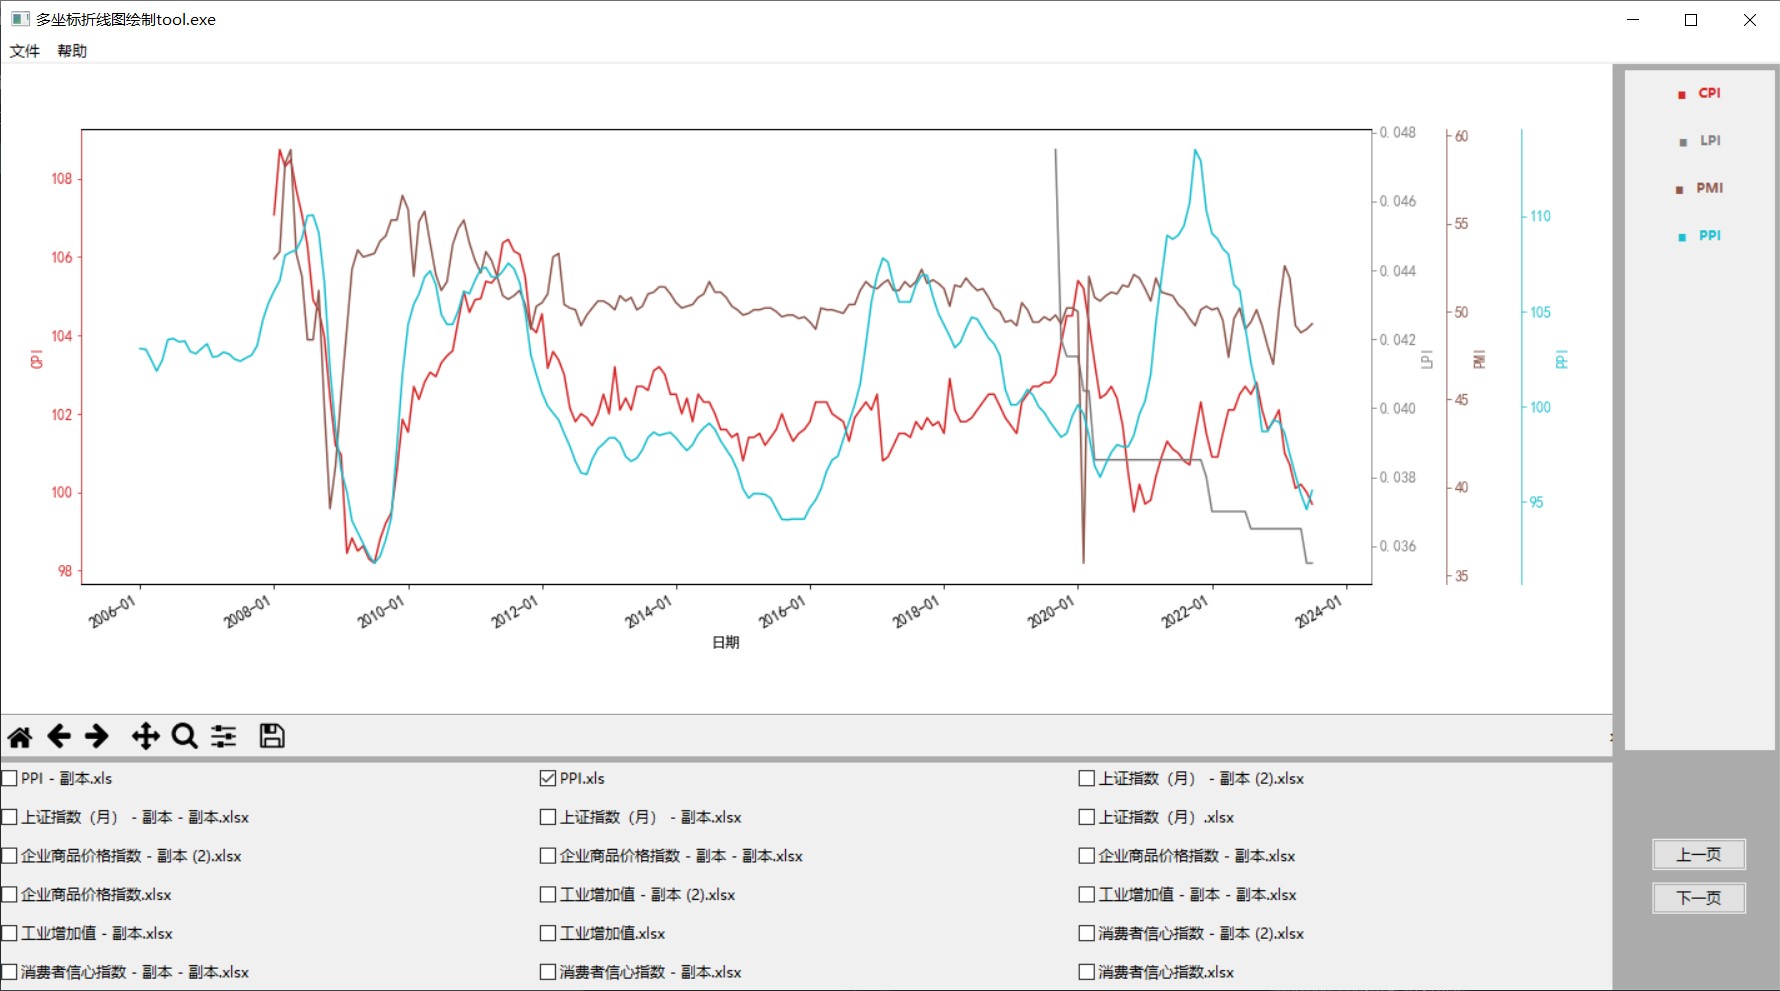 多坐标折线图绘制tool.exe
文件 帮助
CPI
LPI
PMI
PPI
108
106
104
102
100
98
CPI
0.048
0.046
0.044
0.042
0.040
0.038
0.036
LPI
60
55
50
45
40
35
PMI
110
105
100
95
PPI
2006-01 2008-01 2010-01 2012-01 2014-01 2016-01 2018-01 2020-01 2022-01 2024-01
日期
PPI - 副本.xls PPI.xls 上证指数（月） - 副本 (2).xlsx
上证指数（月） - 副本 - 副本.xlsx 上证指数（月） - 副本.xlsx 上证指数（月）.xlsx
企业商品价格指数 - 副本 (2).xlsx 企业商品价格指数 - 副本 - 副本.xlsx 企业商品价格指数 - 副本.xlsx
企业商品价格指数.xlsx 工业增加值 - 副本 (2).xlsx 工业增加值 - 副本 - 副本.xlsx
工业增加值 - 副本.xlsx 工业增加值.xlsx 消费者信心指数 - 副本 (2).xlsx
消费者信心指数 - 副本 - 副本.xlsx 消费者信心指数 - 副本.xlsx 消费者信心指数.xlsx
上一页
下一页